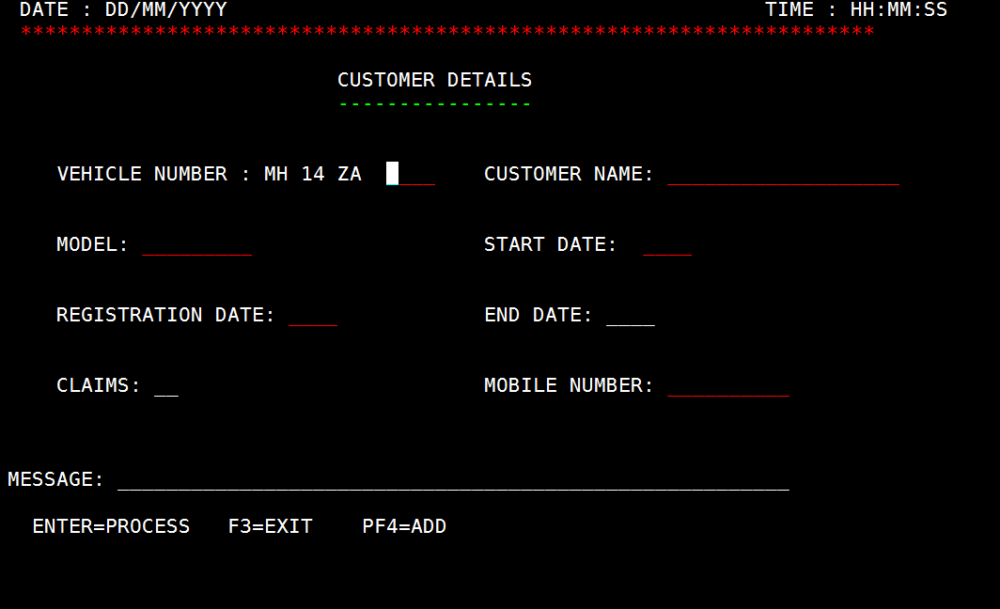 DATE : DD/MM/YYYY TIME : HH:MM:SS
**********************************************************************
CUSTOMER DETAILS
----------------
VEHICLE NUMBER : MH 14 ZA ____ CUSTOMER NAME: ___________________
MODEL: _________ START DATE: ____
REGISTRATION DATE: ____ END DATE: ____
CLAIMS: __ MOBILE NUMBER: __________
MESSAGE: _______________________________________________________
ENTER=PROCESS F3=EXIT PF4=ADD